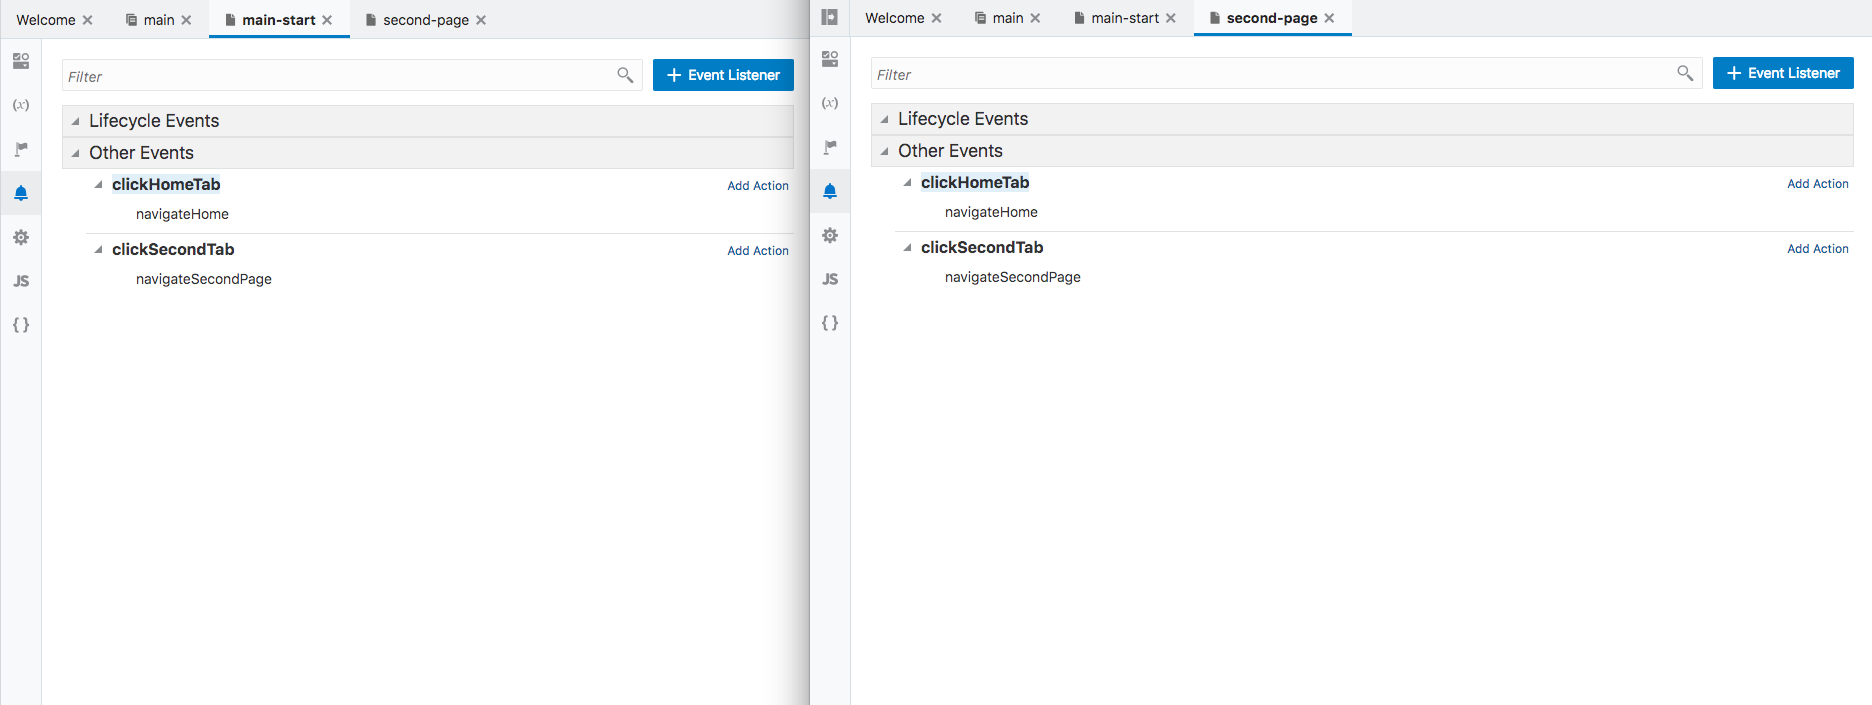 Welcome main main-start second-page
Filter Event Listener
Lifecycle Events
Other Events
clickHomeTab Add Action
navigateHome
clickSecondTab Add Action
navigateSecondPage
(x)
JS
{ }
Welcome main main-start second-page
Filter Event Listener
Lifecycle Events
Other Events
clickHomeTab Add Action
navigateHome
clickSecondTab Add Action
navigateSecondPage
(x)
JS
{ }